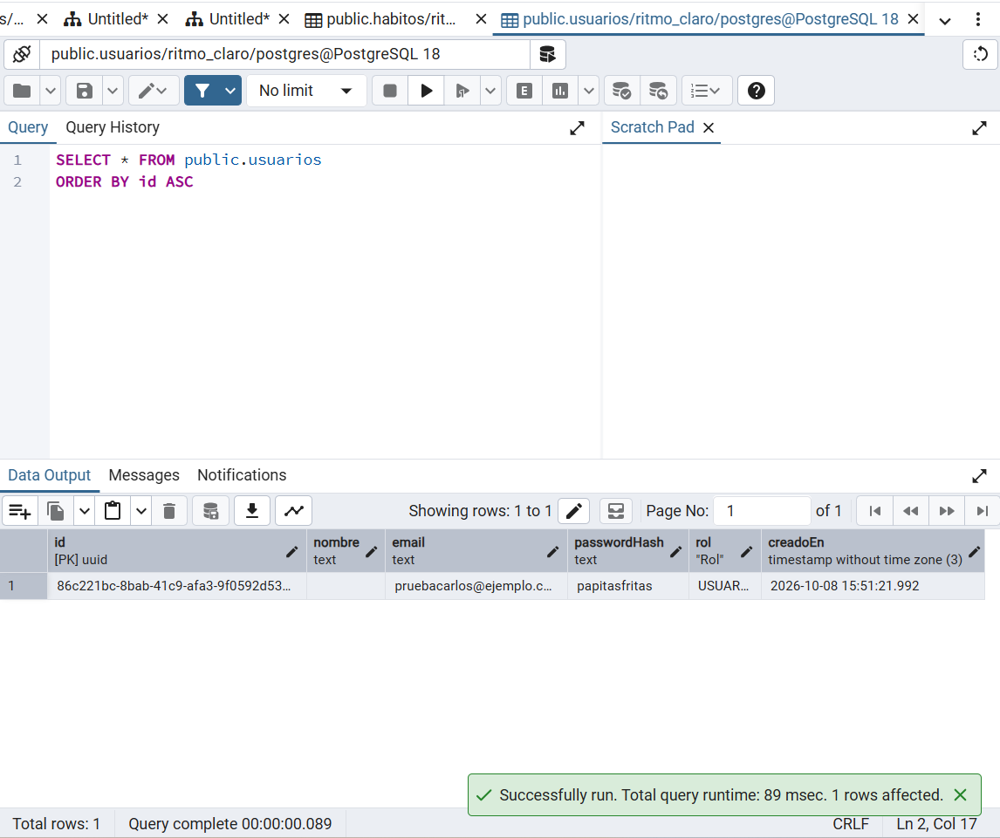 s/...
Untitled*
Untitled*
public.habitos/rit...
public.usuarios/ritmo_claro/postgres@PostgreSQL 18
public.usuarios/ritmo_claro/postgres@PostgreSQL 18
No limit
E
Query
Query History
Scratch Pad
1 SELECT * FROM public.usuarios
2 ORDER BY id ASC
Data Output
Messages
Notifications
Showing rows: 1 to 1
Page No: 1 of 1
id nombre email passwordHash rol creadoEn
[PK] uuid text text text "Rol" timestamp without time zone (3)
1 86c221bc-8bab-41c9-afa3-9f0592d53... pruebacarlos@ejemplo.c... papitasfritas USUAR... 2026-10-08 15:51:21.992
Successfully run. Total query runtime: 89 msec. 1 rows affected.
Total rows: 1
Query complete 00:00:00.089
CRLF
Ln 2, Col 17